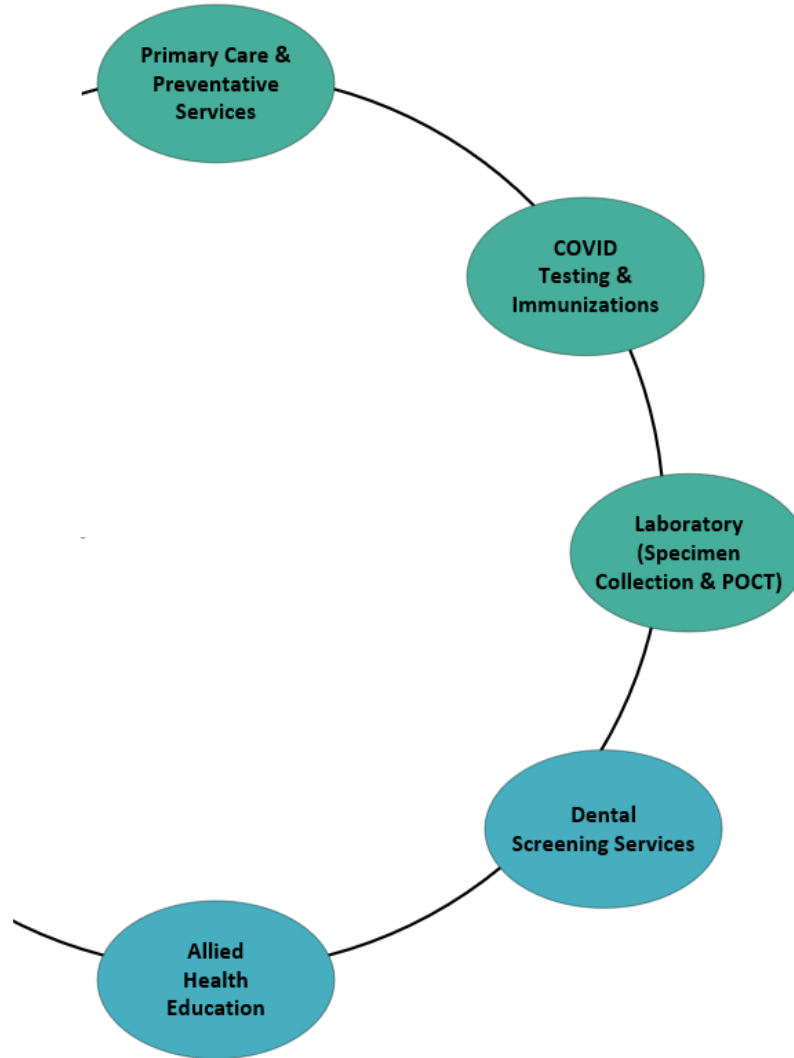 Primary Care &
Preventative
Services
COVID
Testing &
Immunizations
Laboratory
(Specimen
Collection & POCT)
Dental
Screening Services
Allied
Health
Education